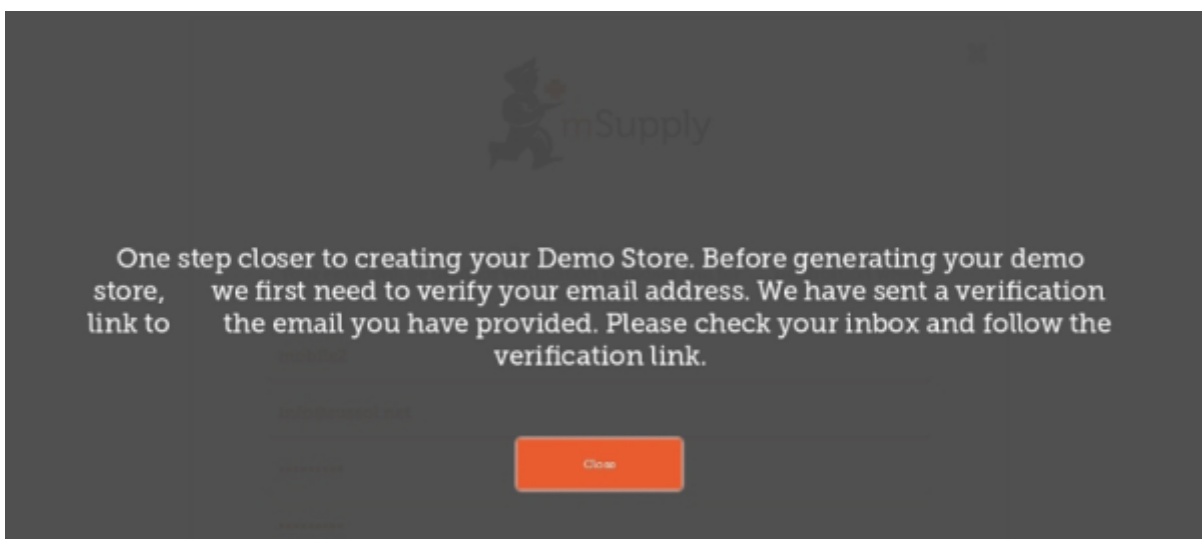 mSupply
One step closer to creating your Demo Store. Before generating your demo
store, we first need to verify your email address. We have sent a verification
link to the email you have provided. Please check your inbox and follow the
verification link.
Close